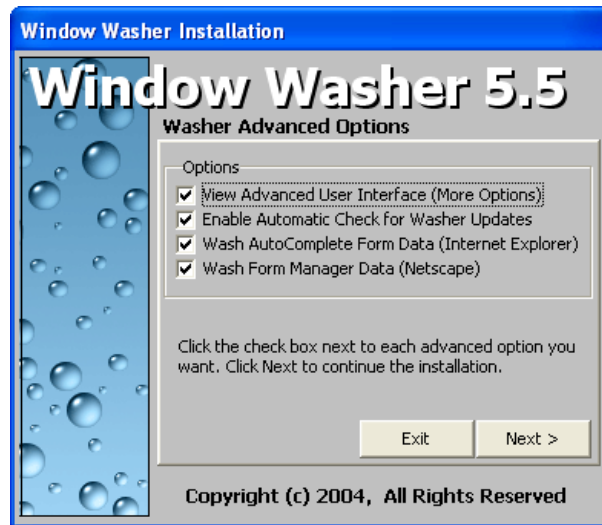 Window Washer Installation
Window Washer 5.5
Washer Advanced Options
Options
View Advanced User Interface (More Options)
Enable Automatic Check for Washer Updates
Wash AutoComplete Form Data (Internet Explorer)
Wash Form Manager Data (Netscape)
Click the check box next to each advanced option you
want. Click Next to continue the installation.
Exit Next >
Copyright (c) 2004, All Rights Reserved